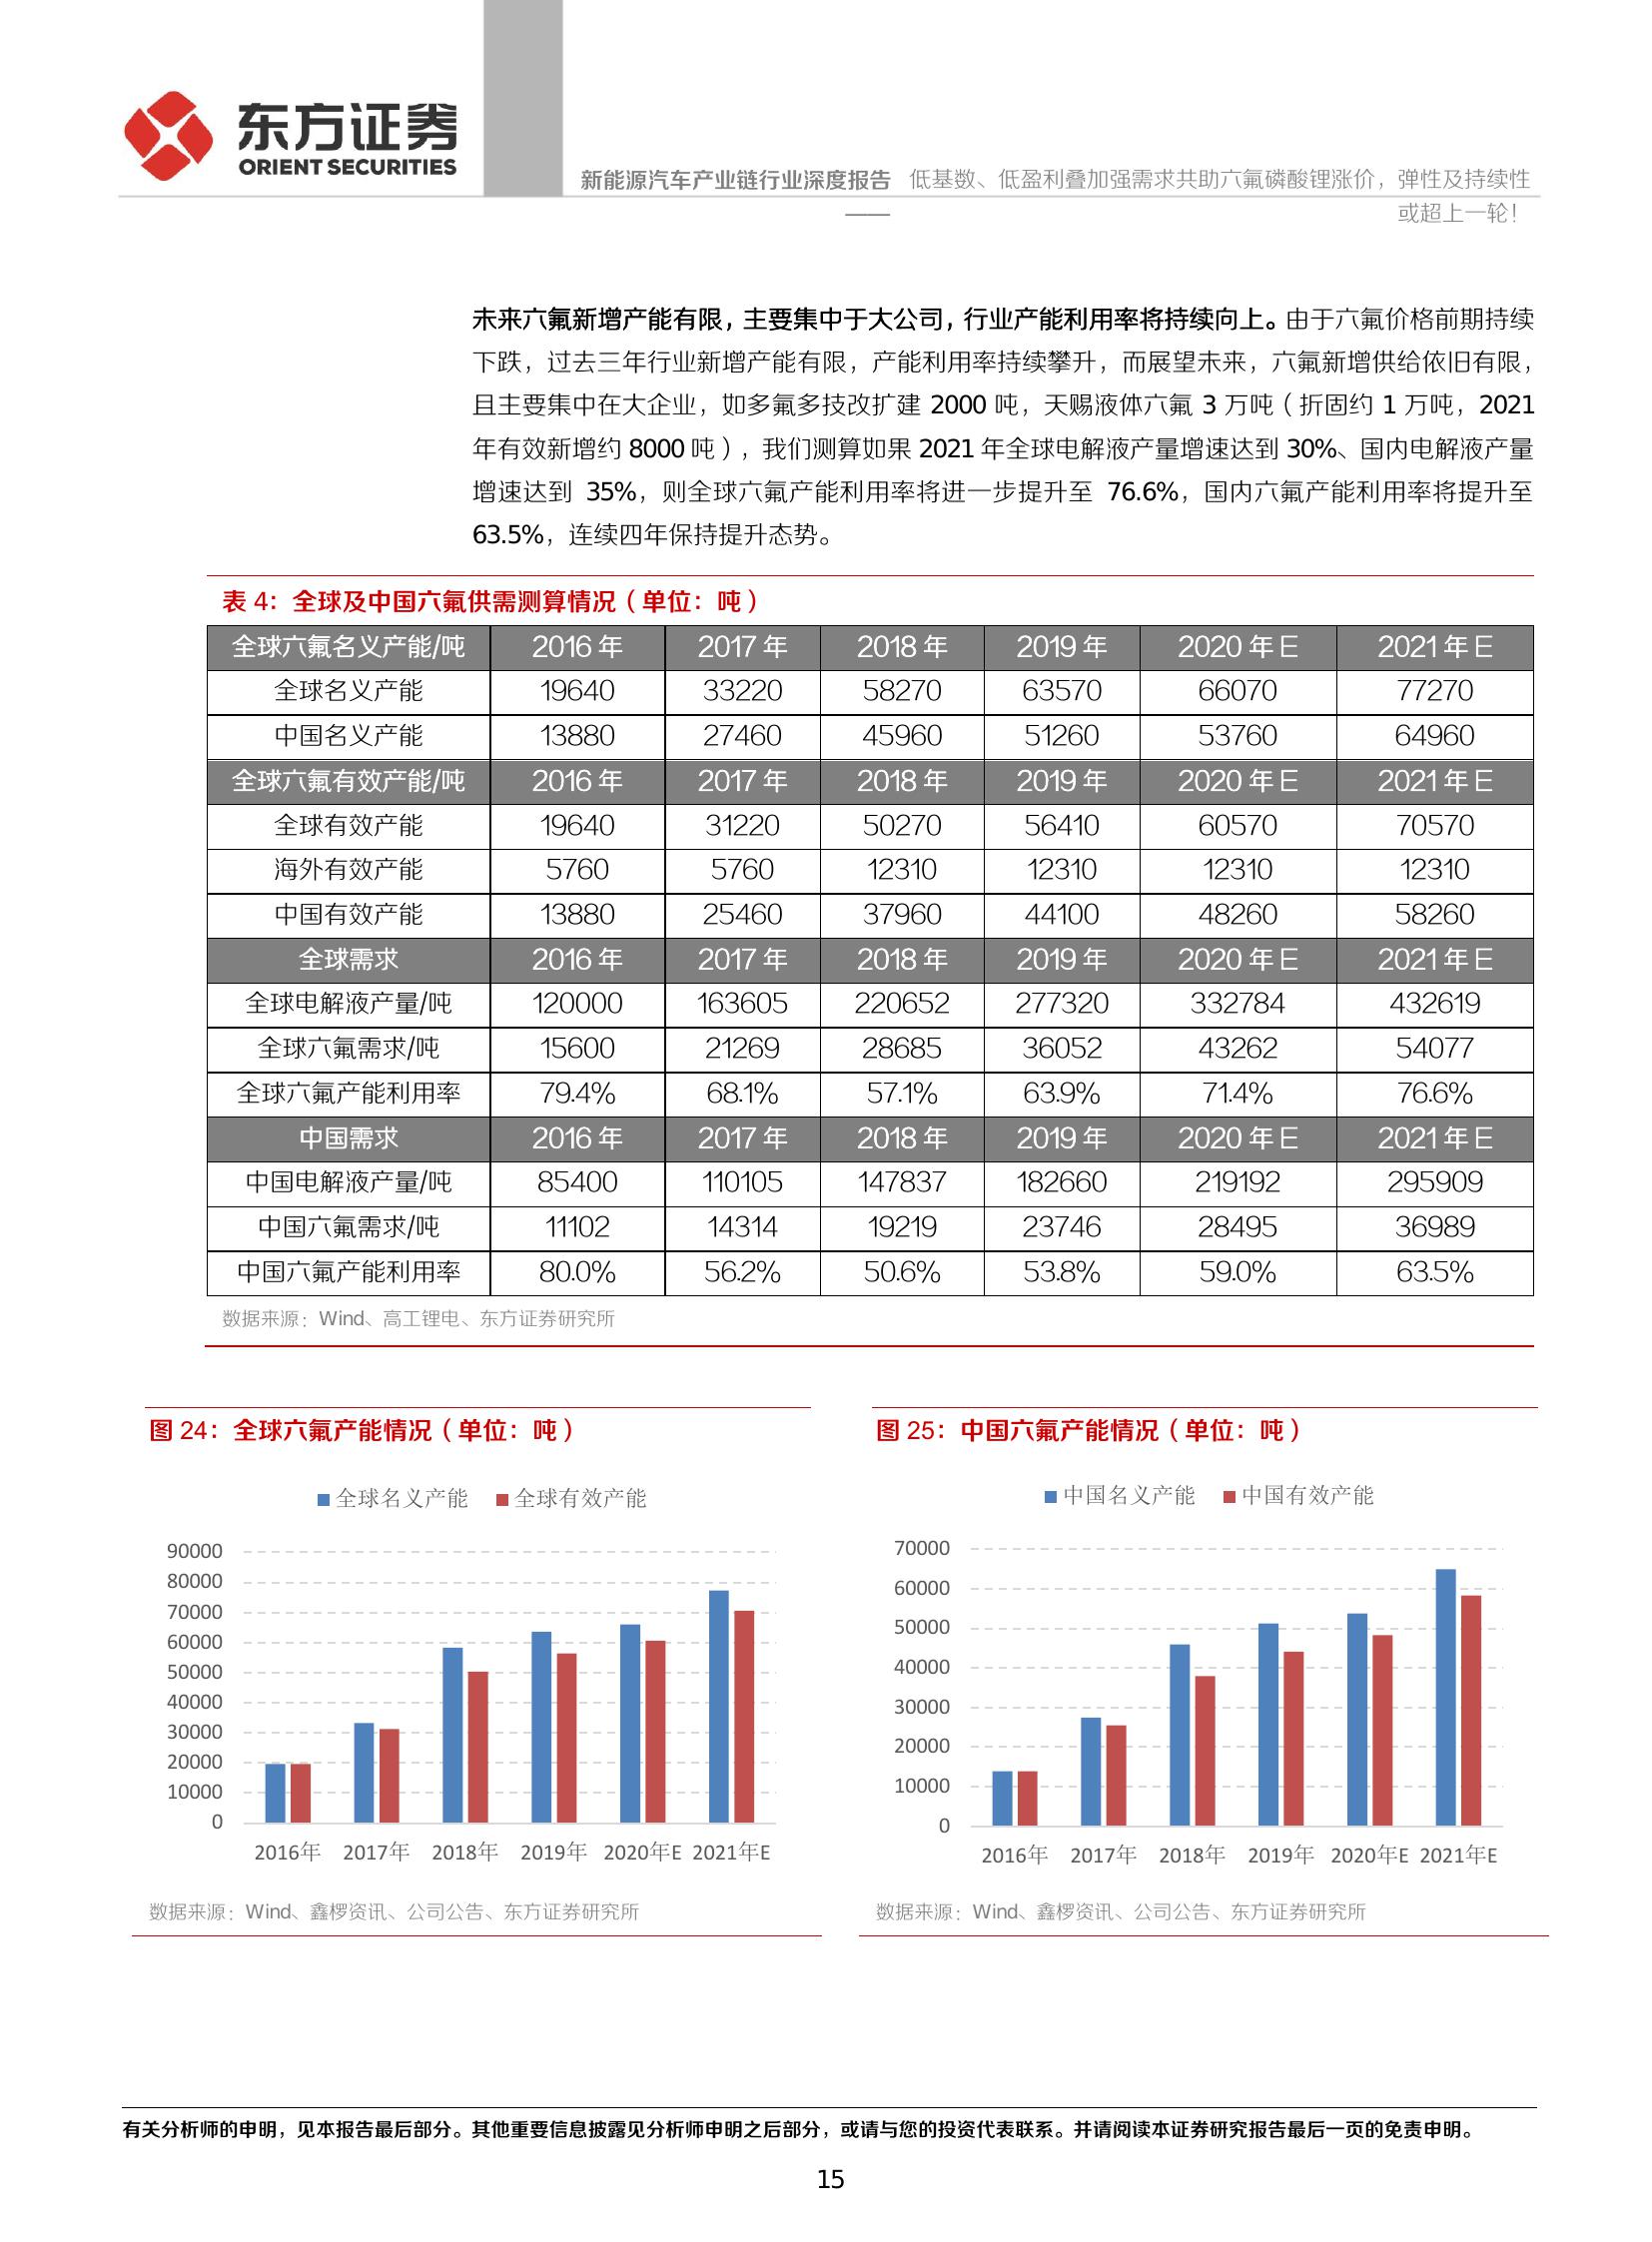 东方证券
ORIENT SECURITIES
新能源汽车产业链行业深度报告 —— 低基数、低盈利叠加强需求共助六氟磷酸锂涨价，弹性及持续性
或超上一轮！
未来六氟新增产能有限，主要集中于大公司，行业产能利用率将持续向上。由于六氟价格前期持续
下跌，过去三年行业新增产能有限，产能利用率持续攀升，而展望未来，六氟新增供给依旧有限，
且主要集中在大企业，如多氟多技改扩建 2000 吨，天赐液体六氟 3 万吨（折固约 1 万吨，2021
年有效新增约 8000 吨），我们测算如果 2021 年全球电解液产量增速达到 30%、国内电解液产量
增速达到 35%，则全球六氟产能利用率将进一步提升至 76.6%，国内六氟产能利用率将提升至
63.5%，连续四年保持提升态势。
表 4：全球及中国六氟供需测算情况（单位：吨）
全球六氟名义产能/吨 2016 年 2017 年 2018 年 2019 年 2020 年 E 2021 年 E
全球名义产能 19640 33220 58270 63570 66070 77270
中国名义产能 13880 27460 45960 51260 53760 64960
全球六氟有效产能/吨 2016 年 2017 年 2018 年 2019 年 2020 年 E 2021 年 E
全球有效产能 19640 31220 50270 56410 60570 70570
海外有效产能 5760 5760 12310 12310 12310 12310
中国有效产能 13880 25460 37960 44100 48260 58260
全球需求 2016 年 2017 年 2018 年 2019 年 2020 年 E 2021 年 E
全球电解液产量/吨 120000 163605 220652 277320 332784 432619
全球六氟需求/吨 15600 21269 28685 36052 43262 54077
全球六氟产能利用率 79.4% 68.1% 57.1% 63.9% 71.4% 76.6%
中国需求 2016 年 2017 年 2018 年 2019 年 2020 年 E 2021 年 E
中国电解液产量/吨 85400 110105 147837 182660 219192 295909
中国六氟需求/吨 11102 14314 19219 23746 28495 36989
中国六氟产能利用率 80.0% 56.2% 50.6% 53.8% 59.0% 63.5%
数据来源：Wind、高工锂电、东方证券研究所
图 24：全球六氟产能情况（单位：吨）
全球名义产能 全球有效产能
90000
80000
70000
60000
50000
40000
30000
20000
10000
0
2016年 2017年 2018年 2019年 2020年E 2021年E
数据来源：Wind、鑫椤资讯、公司公告、东方证券研究所
图 25：中国六氟产能情况（单位：吨）
中国名义产能 中国有效产能
70000
60000
50000
40000
30000
20000
10000
0
2016年 2017年 2018年 2019年 2020年E 2021年E
数据来源：Wind、鑫椤资讯、公司公告、东方证券研究所
有关分析师的申明，见本报告最后部分。其他重要信息披露见分析师申明之后部分，或请与您的投资代表联系。并请阅读本证券研究报告最后一页的免责申明。
15